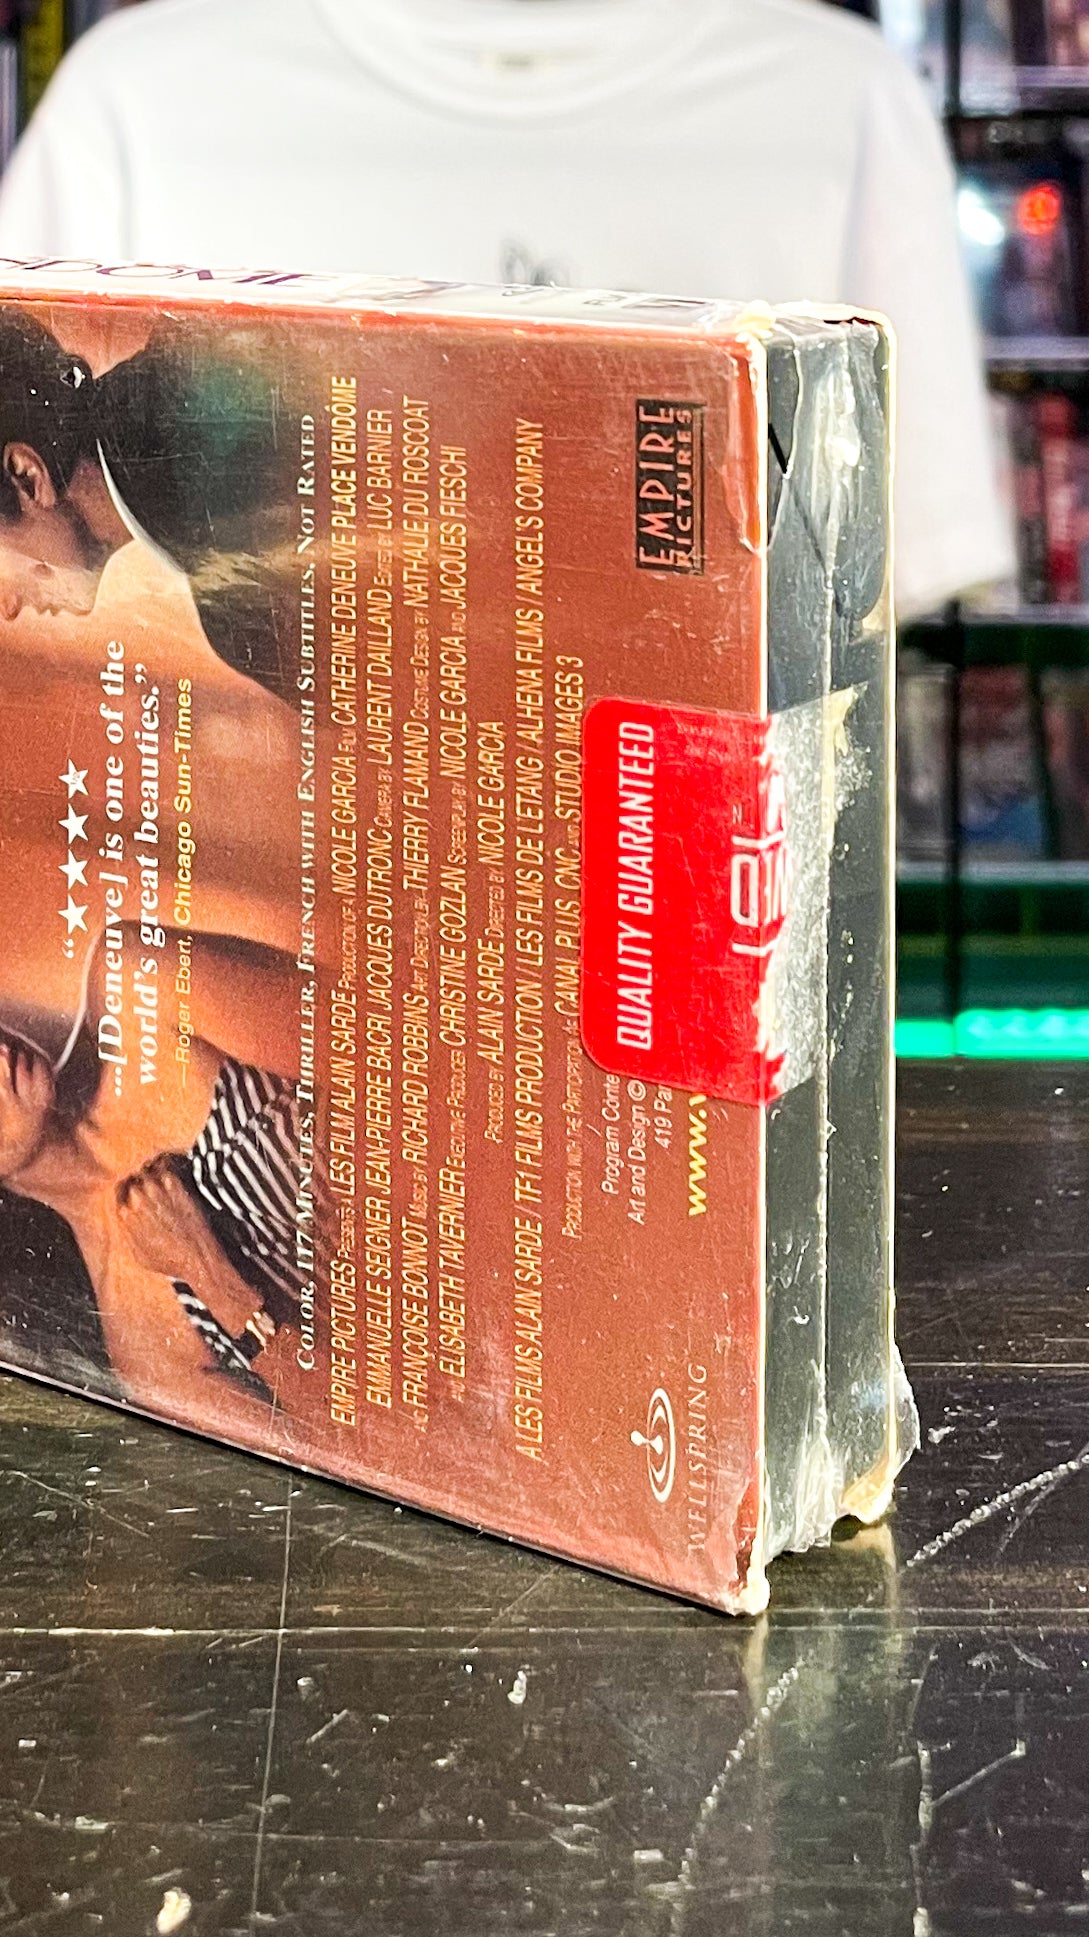 DOME
“★★★★
...[Deneuve] is one of the
world's great beauties.”
—Roger Ebert, Chicago Sun-Times
COLOR, 117 MINUTES, THRILLER, FRENCH WITH ENGLISH SUBTITLES, NOT RATED
EMPIRE PICTURES PRESENTS A LES FILM ALAIN SARDE PRODUCTION OF A NICOLE GARCIA FILM CATHERINE DENEUVE PLACE VENDÔME
EMMANUELLE SEIGNER JEAN-PIERRE BACRI JACQUES DUTRONC CAMERA BY LAURENT DAILLAND EDITED BY LUC BARNIER
AND FRANÇOISE BONNOT MUSIC BY RICHARD ROBBINS ART DIRECTION BY THIERRY FLAMAND COSTUME DESIGN BY NATHALIE DU ROSCOAT
AND ELISABETH TAVERNIER EXECUTIVE PRODUCER CHRISTINE GOZLAN SCREENPLAY BY NICOLE GARCIA AND JACQUES FIESCHI
PRODUCED BY ALAIN SARDE DIRECTED BY NICOLE GARCIA
A LES FILMS ALAIN SARDE / TF1 FILMS PRODUCTION / LES FILMS DE L'ETANG / ALHENA FILMS / ANGEL'S COMPANY
PRODUCTION WITH THE PARTICIPATION OF CANAL PLUS, CNC AND STUDIO IMAGES 3
Program Conte
Art and Design ©
419 Pa
www.
QUALITY GUARANTEED
EMPIRE
PICTURES
WELLSPRING